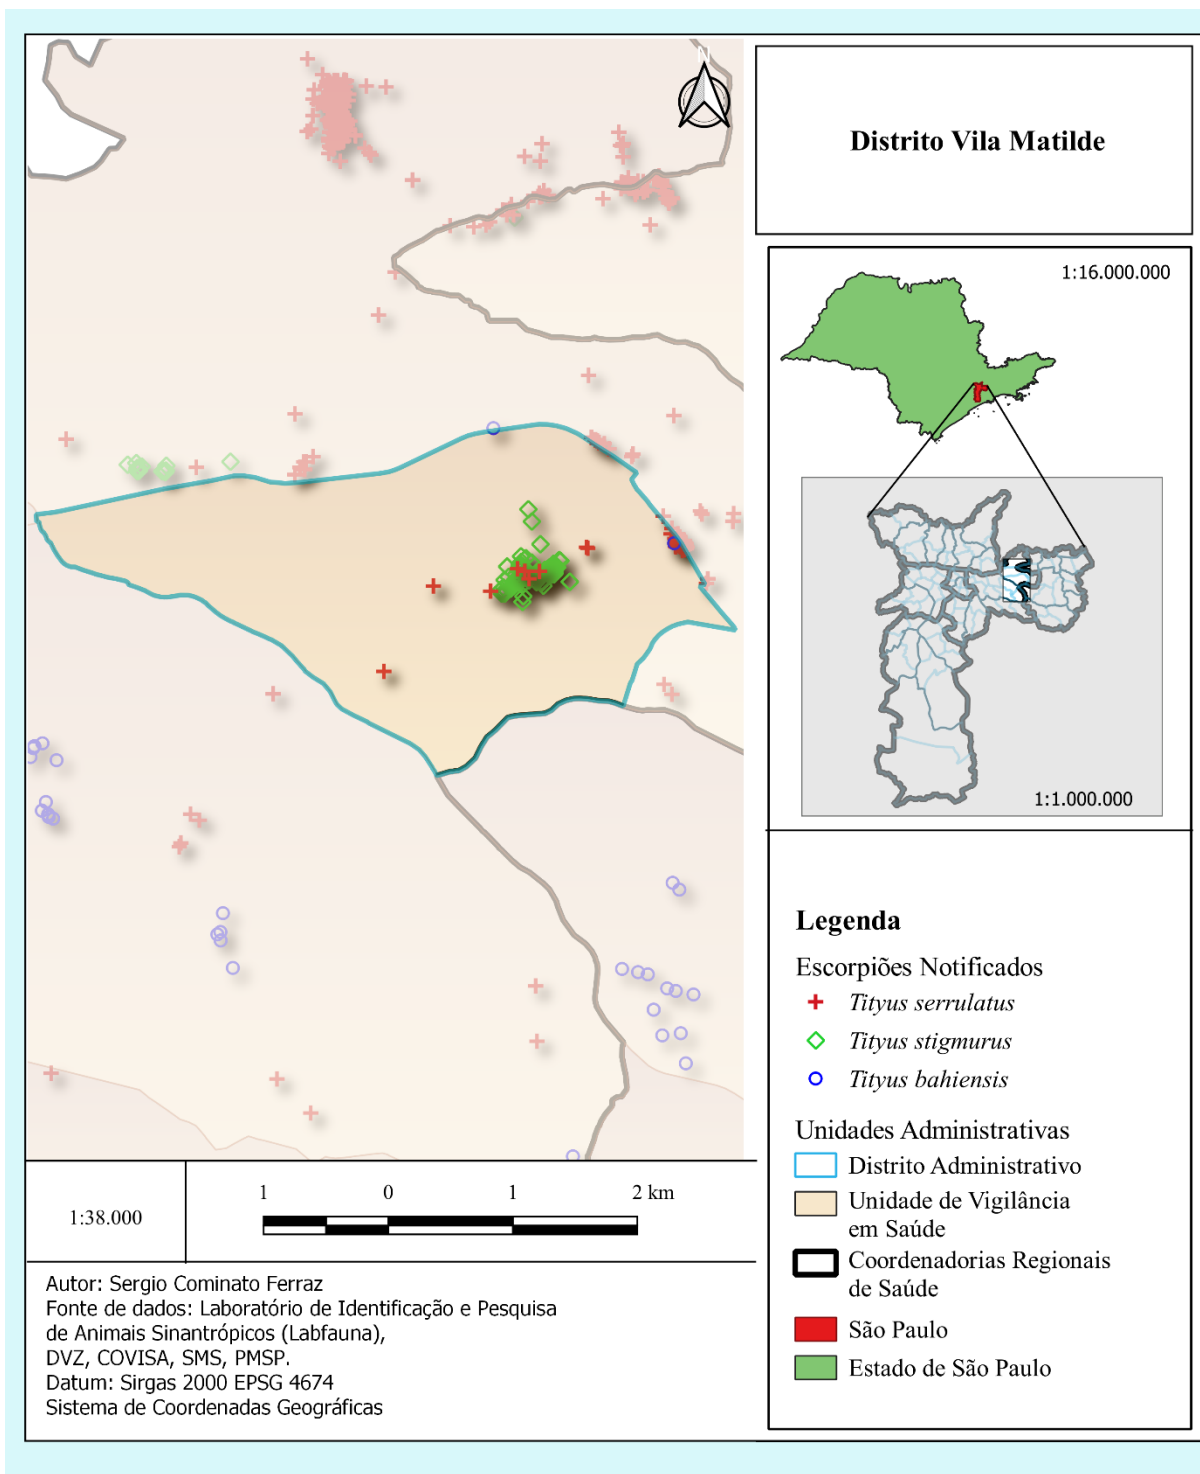 N
Distrito Vila Matilde
1:16.000.000
1:1.000.000
Legenda
Escorpiões Notificados
Tityus serrulatus
Tityus stigmurus
Tityus bahiensis
Unidades Administrativas
Distrito Administrativo
Unidade de Vigilância
em Saúde
Coordenadorias Regionais
de Saúde
São Paulo
Estado de São Paulo
1:38.000
1 0 1 2 km
Autor: Sergio Cominato Ferraz
Fonte de dados: Laboratório de Identificação e Pesquisa
de Animais Sinantrópicos (Labfauna),
DVZ, COVISA, SMS, PMSP.
Datum: Sirgas 2000 EPSG 4674
Sistema de Coordenadas Geográficas